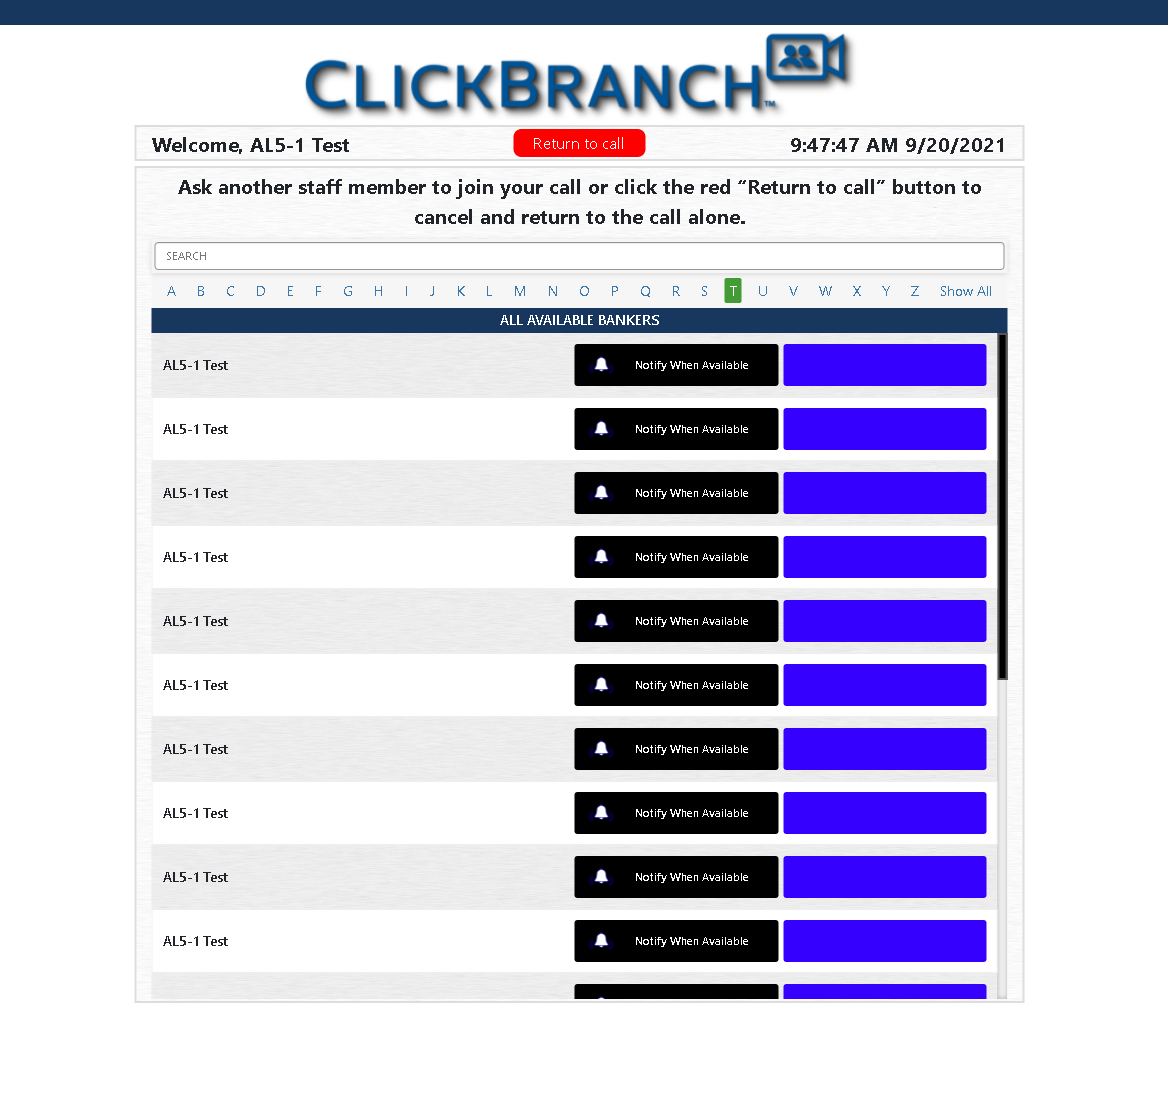 CLICKBRANCH™
Welcome, AL5-1 Test
Return to call
9:47:47 AM 9/20/2021
Ask another staff member to join your call or click the red “Return to call” button to
cancel and return to the call alone.
SEARCH
A B C D E F G H I J K L M N O P Q R S T U V W X Y Z Show All
ALL AVAILABLE BANKERS
AL5-1 Test Notify When Available
AL5-1 Test Notify When Available
AL5-1 Test Notify When Available
AL5-1 Test Notify When Available
AL5-1 Test Notify When Available
AL5-1 Test Notify When Available
AL5-1 Test Notify When Available
AL5-1 Test Notify When Available
AL5-1 Test Notify When Available
AL5-1 Test Notify When Available